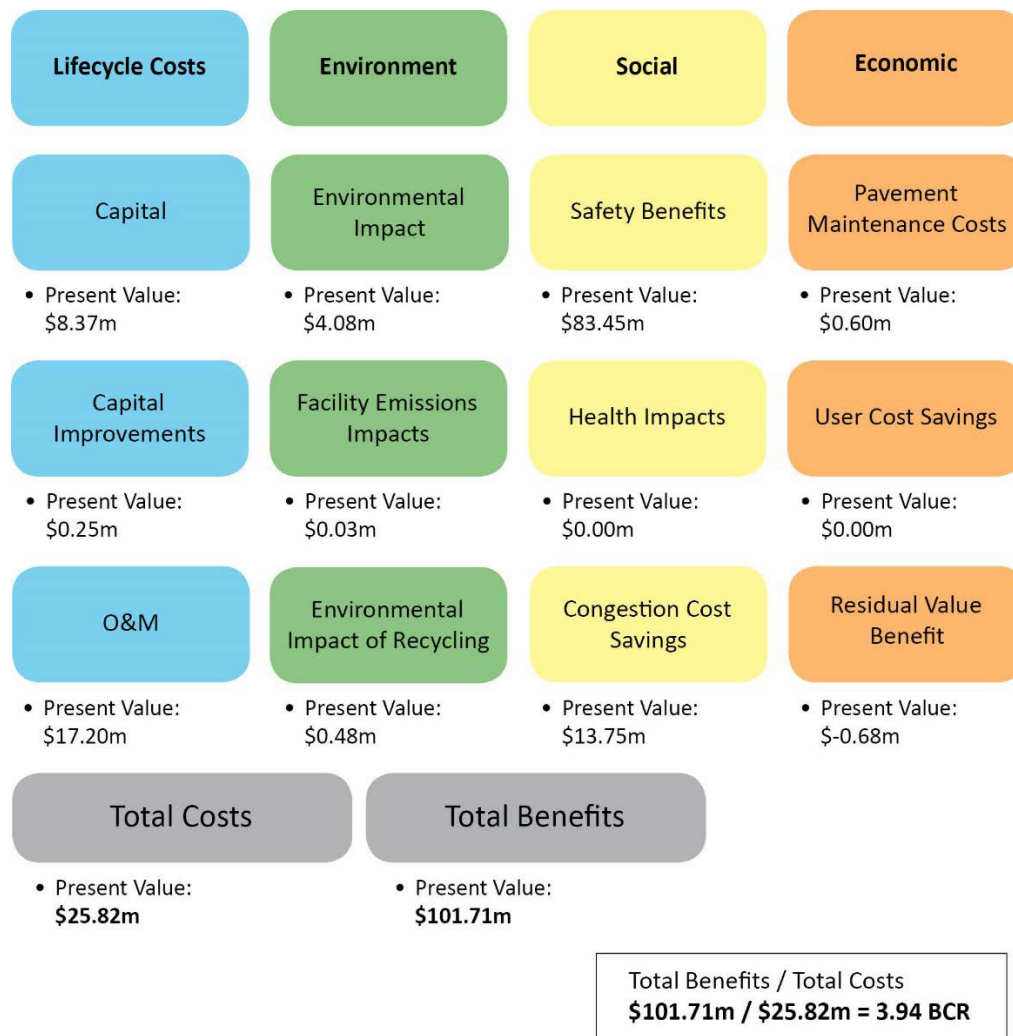 Lifecycle Costs
Environment
Social
Economic
Capital
Environmental
Impact
Safety Benefits
Pavement
Maintenance Costs
• Present Value:
$8.37m
• Present Value:
$4.08m
• Present Value:
$83.45m
• Present Value:
$0.60m
Capital
Improvements
Facility Emissions
Impacts
Health Impacts
User Cost Savings
• Present Value:
$0.25m
• Present Value:
$0.03m
• Present Value:
$0.00m
• Present Value:
$0.00m
O&M
Environmental
Impact of Recycling
Congestion Cost
Savings
Residual Value
Benefit
• Present Value:
$17.20m
• Present Value:
$0.48m
• Present Value:
$13.75m
• Present Value:
$-0.68m
Total Costs
Total Benefits
• Present Value:
$25.82m
• Present Value:
$101.71m
Total Benefits / Total Costs
$101.71m / $25.82m = 3.94 BCR